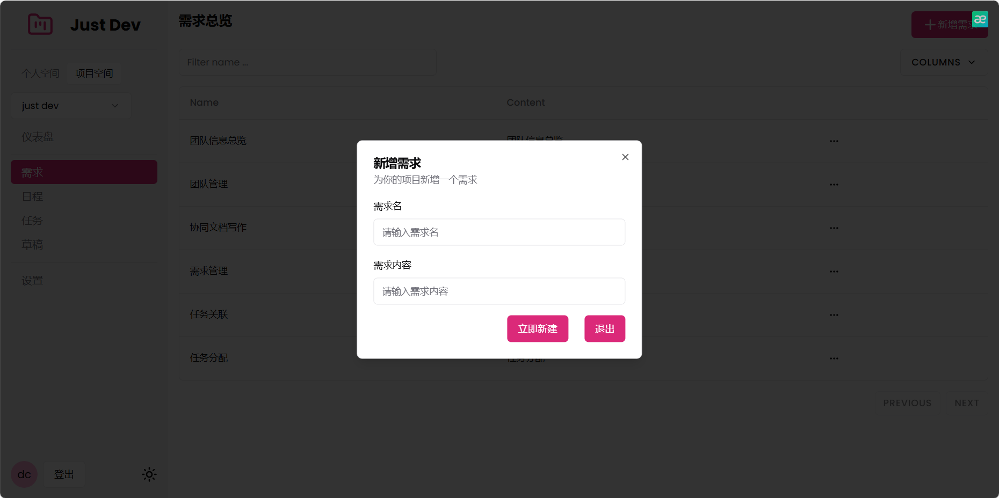 Just Dev
个人空间 项目空间
just dev
仪表盘
需求
日程
任务
草稿
设置
dc 登出
需求总览
新增需求
æ
Filter name ...
COLUMNS
Name Content
团队信息总览 团队信息总览 ...
团队管理 ...
协同文档写作 ...
需求管理 ...
任务关联 ...
任务分配 任务分配 ...
PREVIOUS NEXT
新增需求
为你的项目新增一个需求
需求名
请输入需求名
需求内容
请输入需求内容
立即新建 退出